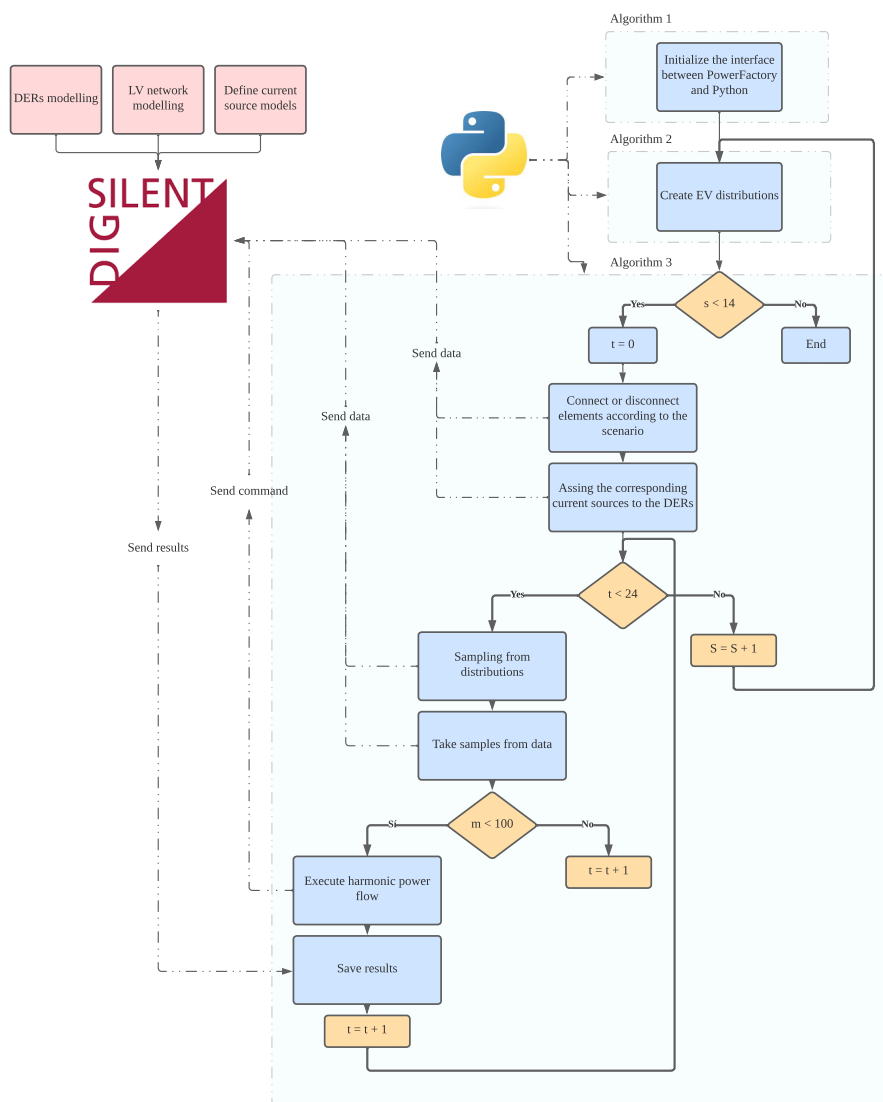 Algorithm 1
Initialize the interface
between PowerFactory
and Python
DERs modelling
LV network
modelling
Define current
source models
Algorithm 2
Create EV distributions
SILENT
DIG
Algorithm 3
s < 14
Yes
No
t = 0
End
Send data
Connect or disconnect
elements according to the
scenario
Send data
Assing the corresponding
current sources to the DERs
Send command
Send results
t < 24
Yes
No
S = S + 1
Sampling from
distributions
Take samples from data
m < 100
Sí
No
t = t + 1
Execute harmonic power
flow
Save results
t = t + 1